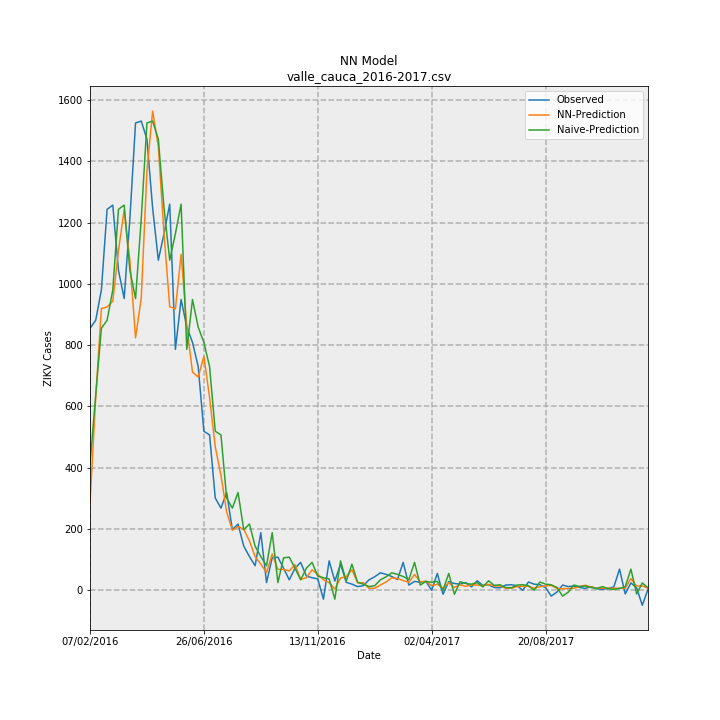 NN Model
valle_cauca_2016-2017.csv
Observed
NN-Prediction
Naive-Prediction
1600
1400
1200
1000
800
600
400
200
0
ZIKV Cases
07/02/2016 26/06/2016 13/11/2016 02/04/2017 20/08/2017
Date